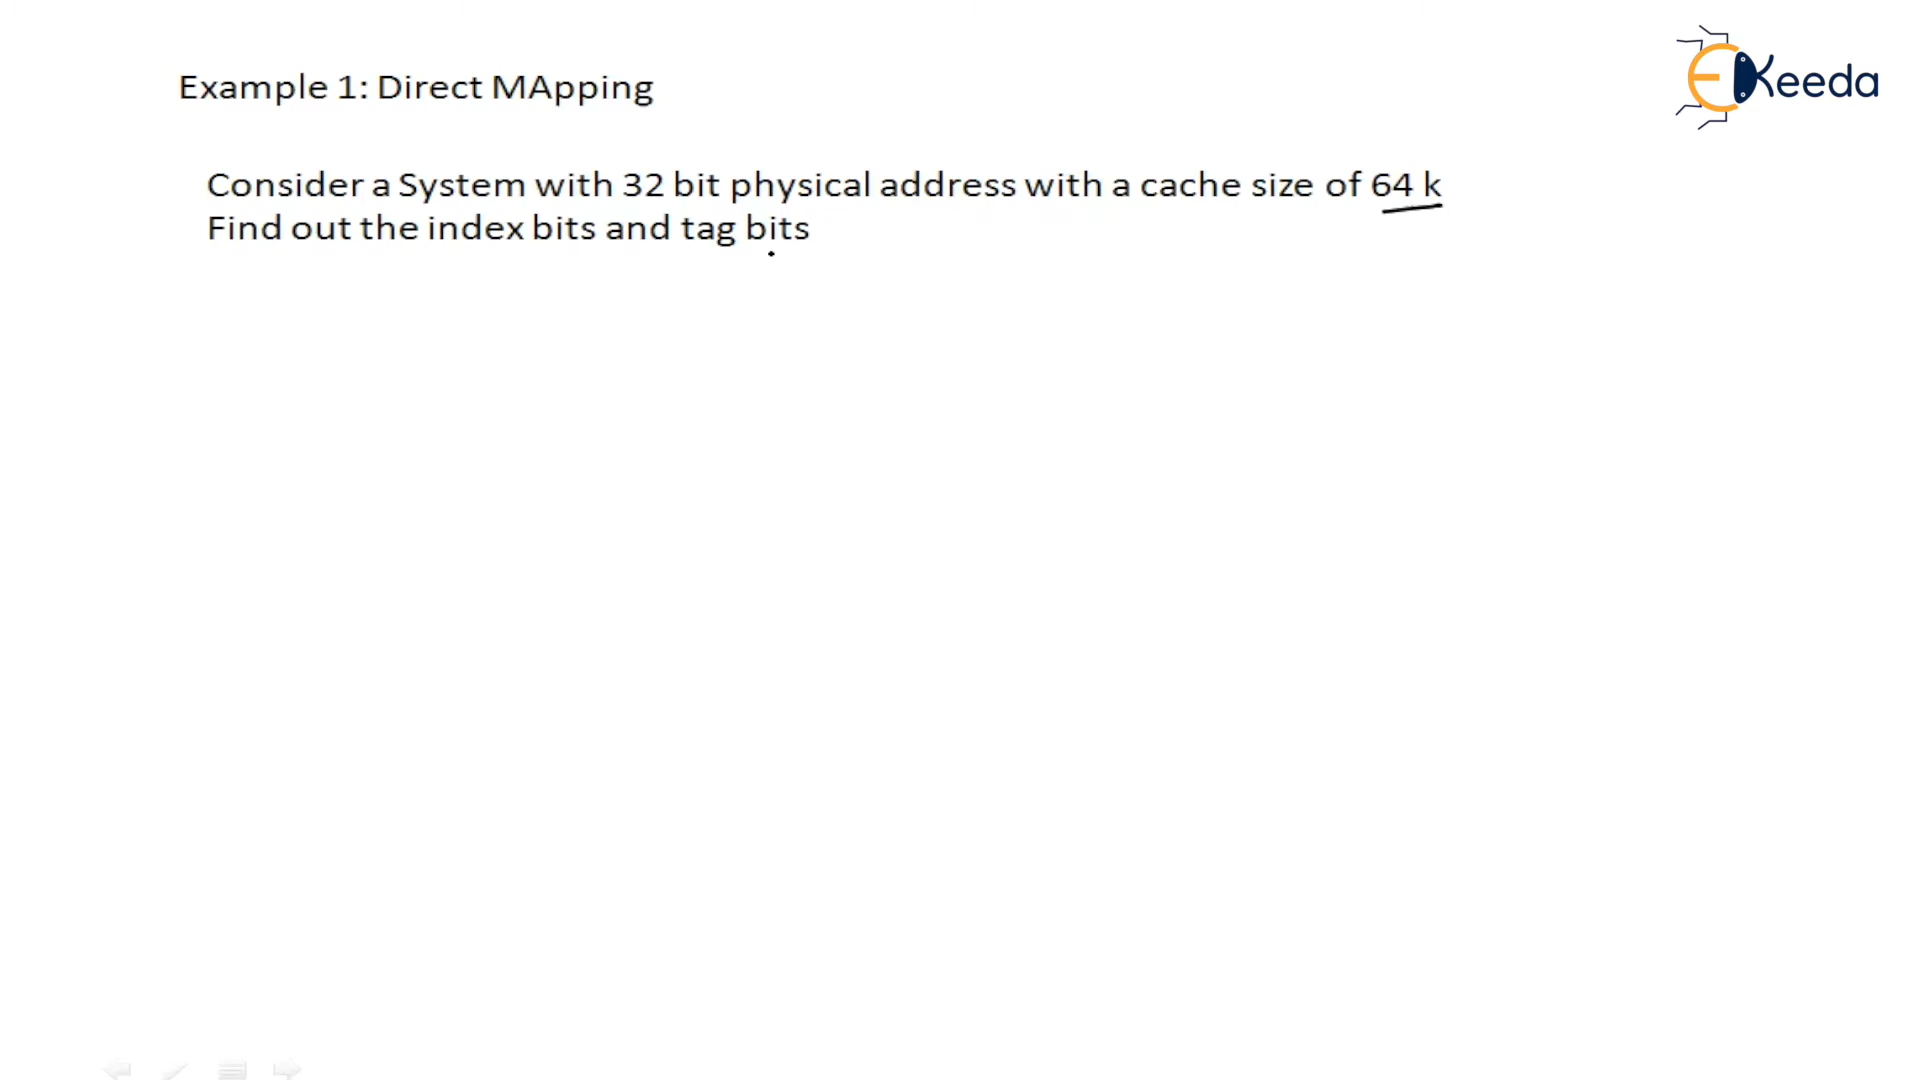 EKeeda
Example 1: Direct MApping
Consider a System with 32 bit physical address with a cache size of 64 k
Find out the index bits and tag bits